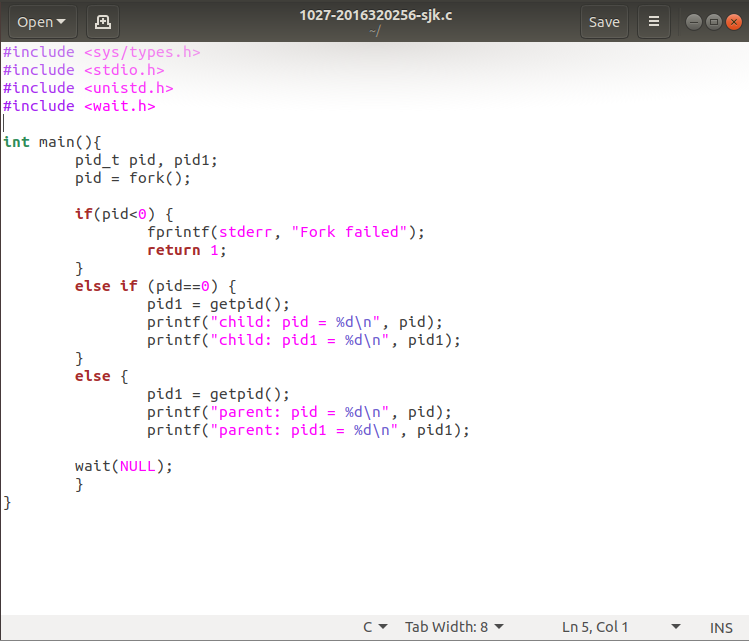 Open
1027-2016320256-sjk.c
~/
Save
#include <sys/types.h>
#include <stdio.h>
#include <unistd.h>
#include <wait.h>

int main(){
        pid_t pid, pid1;
        pid = fork();

        if(pid<0) {
                fprintf(stderr, "Fork failed");
                return 1;
        }
        else if (pid==0) {
                pid1 = getpid();
                printf("child: pid = %d\n", pid);
                printf("child: pid1 = %d\n", pid1);
        }
        else {
                pid1 = getpid();
                printf("parent: pid = %d\n", pid);
                printf("parent: pid1 = %d\n", pid1);

        wait(NULL);
        }
}
C Tab Width: 8 Ln 5, Col 1 INS